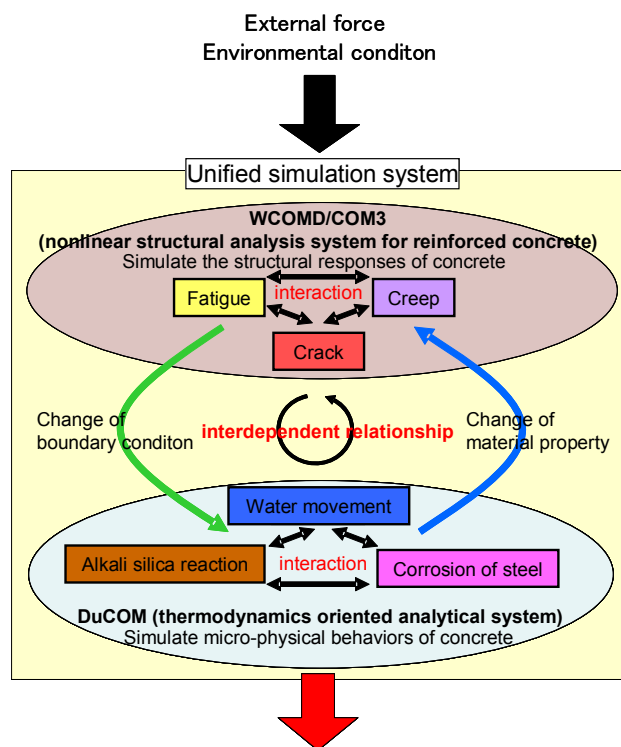 External force
Environmental conditon
Unified simulation system
WCOMD/COM3
(nonlinear structural analysis system for reinforced concrete)
Simulate the structural responses of concrete
Fatigue
interaction
Creep
Crack
Change of
boundary conditon
interdependent relationship
Change of
material property
Water movement
Alkali silica reaction
interaction
Corrosion of steel
DuCOM (thermodynamics oriented analytical system)
Simulate micro-physical behaviors of concrete